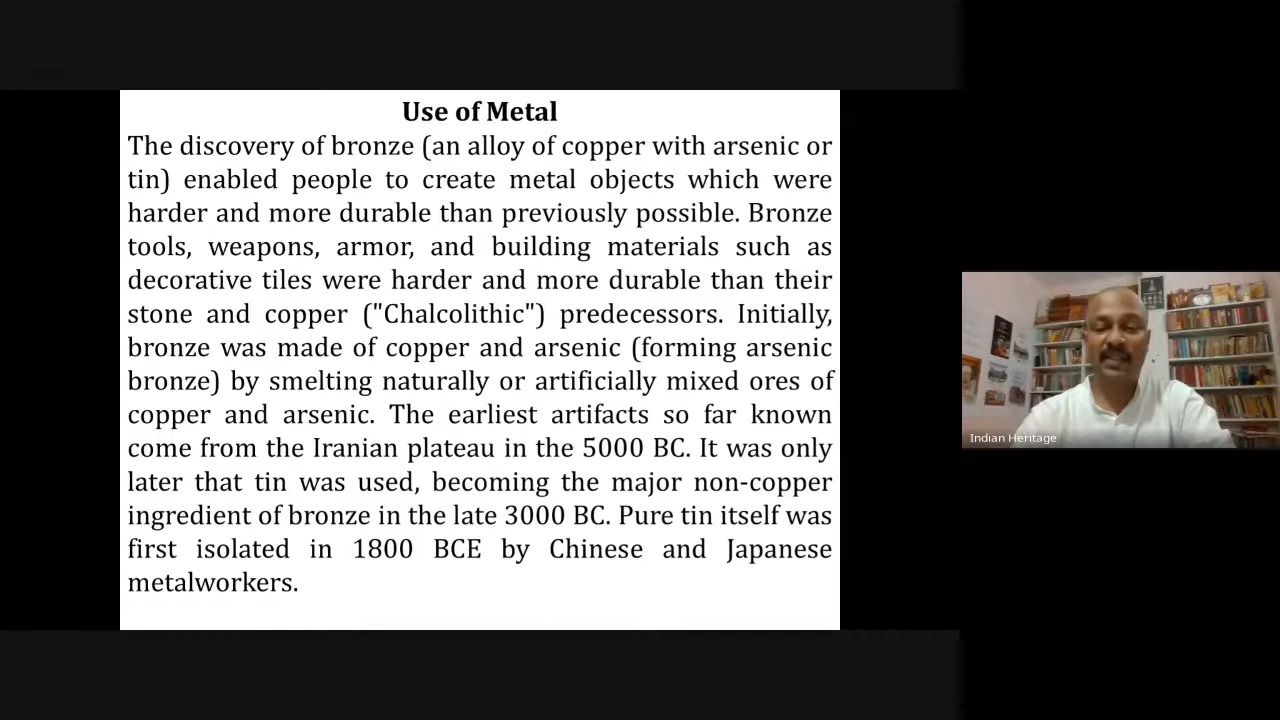 Use of Metal
The discovery of bronze (an alloy of copper with arsenic or
tin) enabled people to create metal objects which were
harder and more durable than previously possible. Bronze
tools, weapons, armor, and building materials such as
decorative tiles were harder and more durable than their
stone and copper ("Chalcolithic") predecessors. Initially,
bronze was made of copper and arsenic (forming arsenic
bronze) by smelting naturally or artificially mixed ores of
copper and arsenic. The earliest artifacts so far known
come from the Iranian plateau in the 5000 BC. It was only
later that tin was used, becoming the major non-copper
ingredient of bronze in the late 3000 BC. Pure tin itself was
first isolated in 1800 BCE by Chinese and Japanese
metalworkers.
Indian Heritage